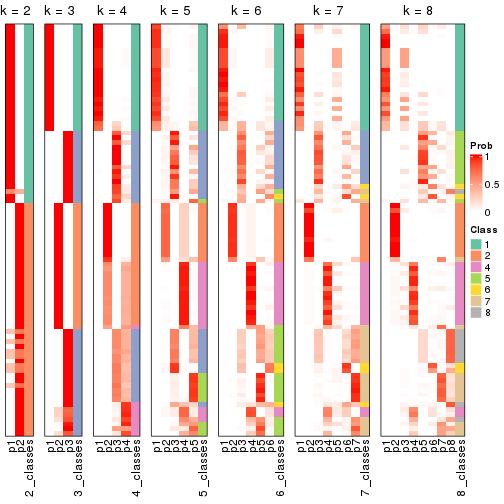 k = 2 k = 3 k = 4 k = 5 k = 6 k = 7 k = 8
Prob
1
0.5
0
Class
1
2
4
5
6
7
8
p1 p2 2_classes
p1 p2 p3 3_classes
p1 p2 p3 p4 4_classes
p1 p2 p3 p4 p5 5_classes
p1 p2 p3 p4 p5 p6 6_classes
p1 p2 p3 p4 p5 p6 p7 7_classes
p1 p2 p3 p4 p5 p6 p7 p8 8_classes